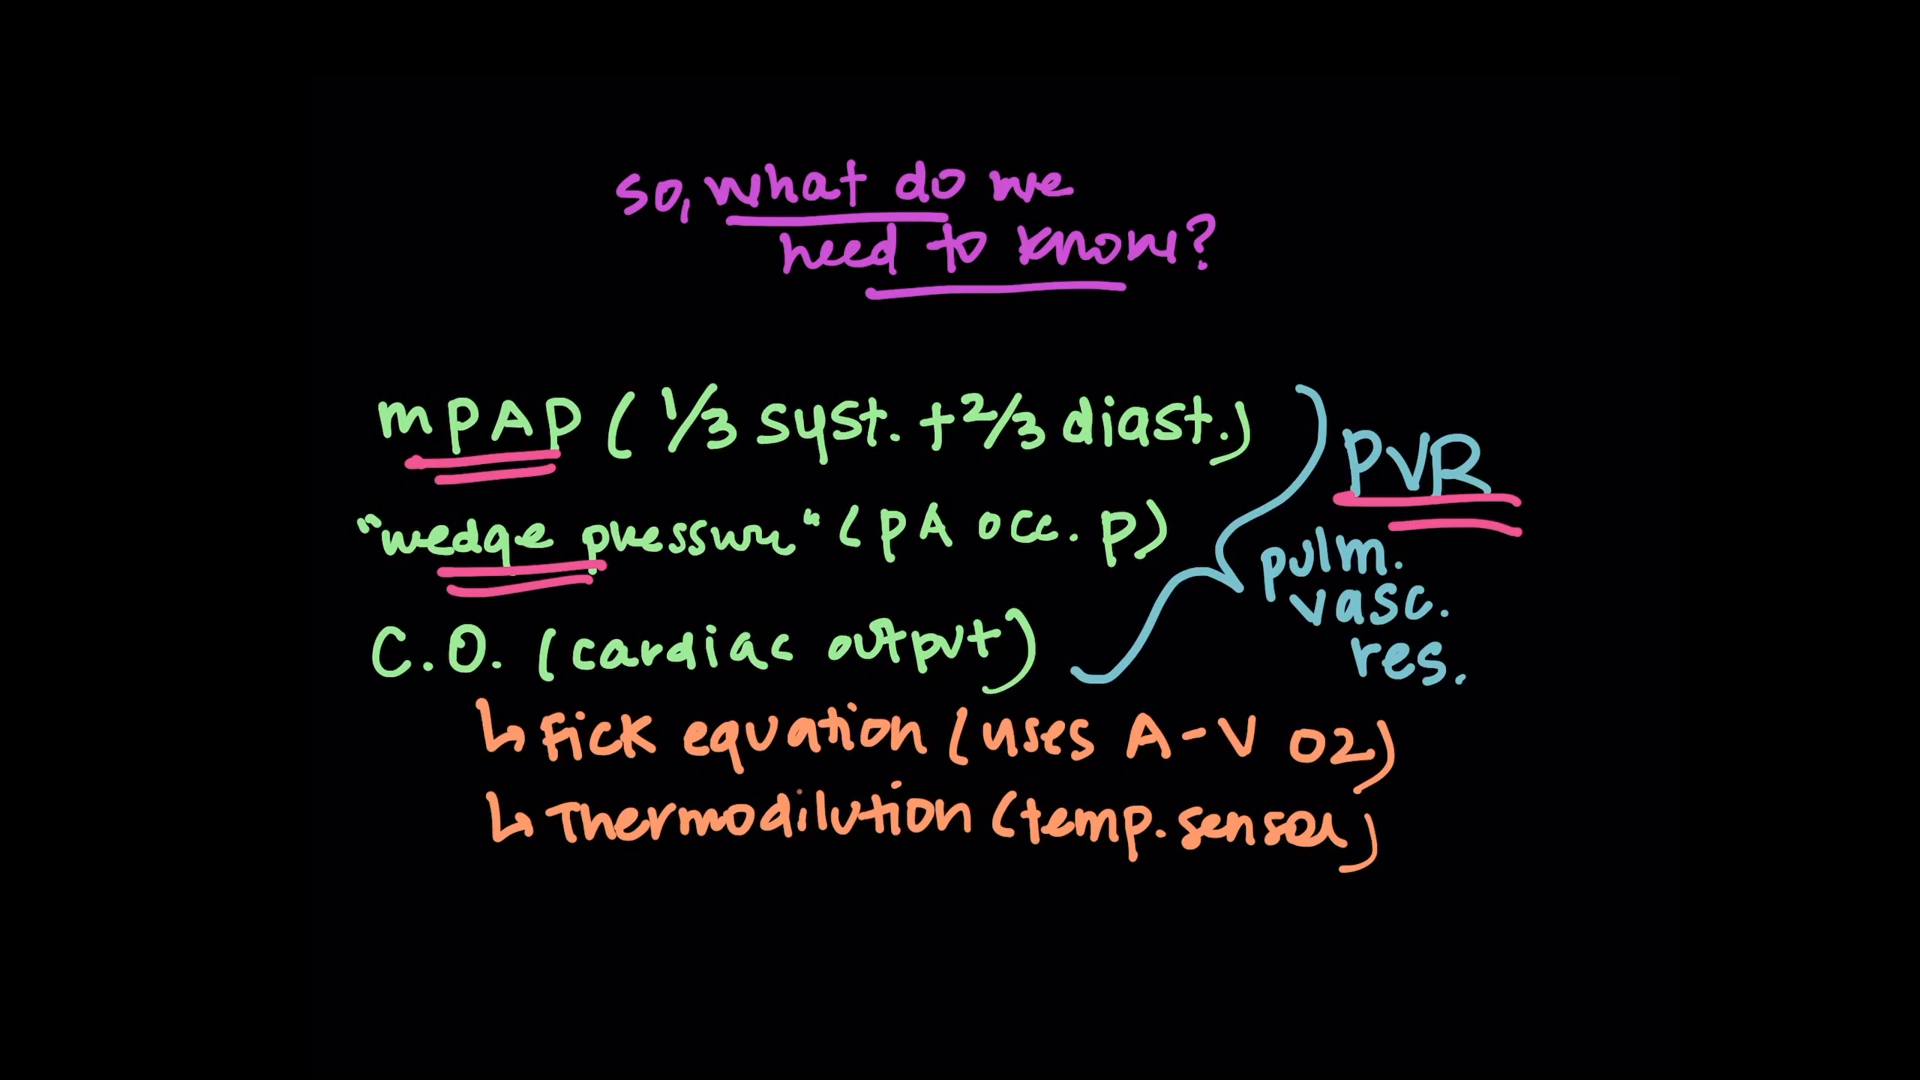 so, what do we
need to know?
mPAP (1/3 syst. + 2/3 diast.)
PVR
"wedge pressure" (PA occ. p)
pulm.
vasc.
res.
C.O. (cardiac output)
↳ Fick equation (uses A-V O2)
↳ Thermodilution (temp. sensor)